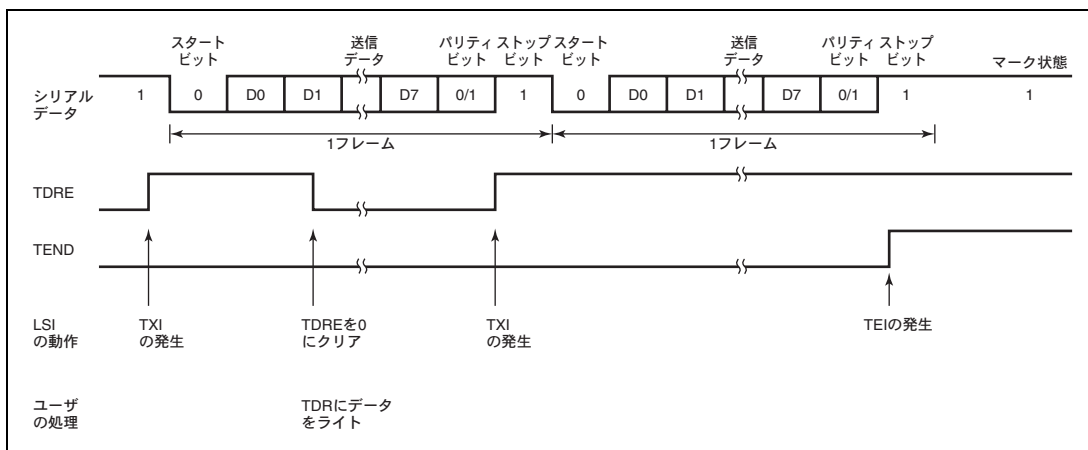 スタート
ビット
送信
データ
パリティ
ビット
ストップ
ビット
スタート
ビット
送信
データ
パリティ
ビット
ストップ
ビット
マーク状態
シリアル
データ
1 0 D0 D1 D7 0/1 1 0 D0 D1 D7 0/1 1 1
1フレーム 1フレーム
TDRE
TEND
LSI
の動作
TXI
の発生
TDREを0
にクリア
TXI
の発生
TEIの発生
ユーザ
の処理
TDRにデータ
をライト